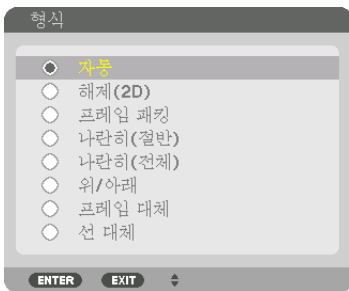 형식
자동
해제(2D)
프레임 패킹
나란히(절반)
나란히(전체)
위/아래
프레임 대체
선 대체
ENTER EXIT